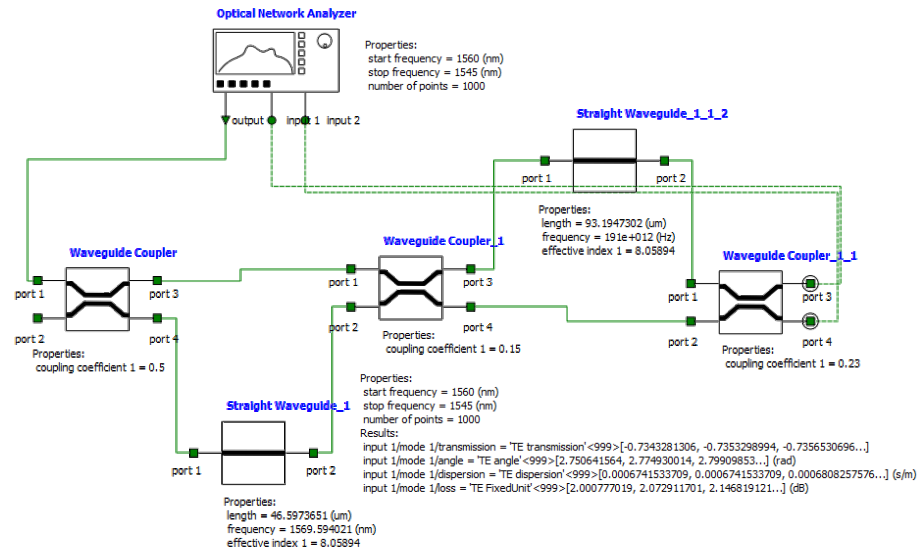 Optical Network Analyzer
Properties:
start frequency = 1560 (nm)
stop frequency = 1545 (nm)
number of points = 1000
output input 1 input 2
Straight Waveguide_1_1_2
port 1 port 2
Properties:
length = 93.1947302 (um)
frequency = 191e+012 (Hz)
effective index 1 = 8.05894
Waveguide Coupler
port 1 port 3
port 2 port 4
Properties:
coupling coefficient 1 = 0.5
Waveguide Coupler_1
port 1 port 3
port 2 port 4
Properties:
coupling coefficient 1 = 0.15
Waveguide Coupler_1_1
port 1 port 3
port 2 port 4
Properties:
coupling coefficient 1 = 0.23
Straight Waveguide_1
port 1 port 2
Properties:
length = 46.5973651 (um)
frequency = 1569.594021 (nm)
effective index 1 = 8.05894
Properties:
start frequency = 1560 (nm)
stop frequency = 1545 (nm)
number of points = 1000
Results:
input 1/mode 1/transmission = 'TE transmission'<999>[-0.7343281306, -0.7353298994, -0.7356530696...]
input 1/mode 1/angle = 'TE angle'<999>[2.750641564, 2.774930014, 2.79909853...] (rad)
input 1/mode 1/dispersion = 'TE dispersion'<999>[0.0006741533709, 0.0006741533709, 0.0006808257576...] (s/m)
input 1/mode 1/loss = 'TE FixedUnit'<999>[2.000777019, 2.072911701, 2.146819121...] (dB)